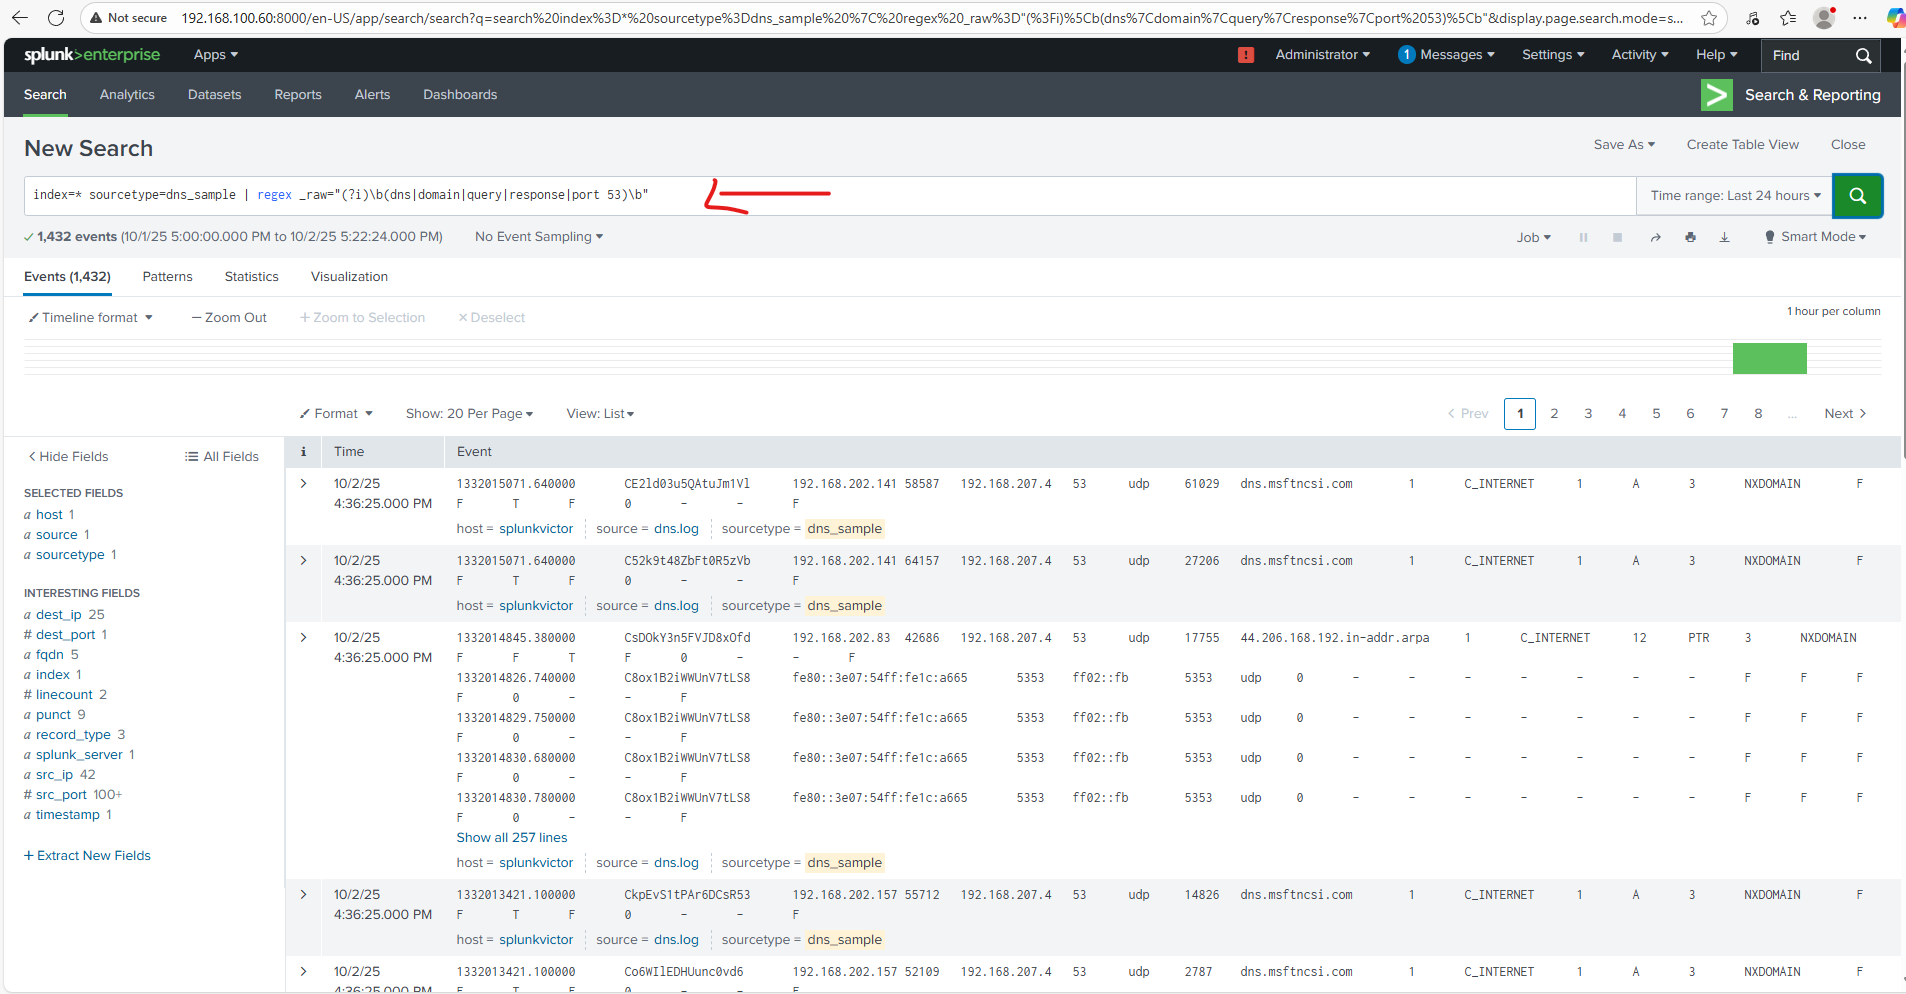 Not secure 192.168.100.60:8000/en-US/app/search/search?q=search%20index%3D*%20sourcetype%3Ddns_sample%20%7C%20regex%20_raw%3D"(%3Fi)%5Cb(dns%7Cdomain%7Cquery%7Cresponse%7Cport%2053)%5Cb"&display.page.search.mode=s...
splunk>enterprise Apps ! Administrator 1 Messages Settings Activity Help Find
Search Analytics Datasets Reports Alerts Dashboards > Search & Reporting
New Search Save As Create Table View Close
index=* sourcetype=dns_sample | regex _raw="(?i)\b(dns|domain|query|response|port 53)\b" Time range: Last 24 hours
✓ 1,432 events (10/1/25 5:00:00.000 PM to 10/2/25 5:22:24.000 PM) No Event Sampling Job Smart Mode
Events (1,432) Patterns Statistics Visualization
Timeline format — Zoom Out + Zoom to Selection × Deselect 1 hour per column
Format Show: 20 Per Page View: List < Prev 1 2 3 4 5 6 7 8 ... Next >
< Hide Fields All Fields
SELECTED FIELDS
a host 1
a source 1
a sourcetype 1
INTERESTING FIELDS
a dest_ip 25
# dest_port 1
a fqdn 5
a index 1
# linecount 2
a punct 9
a record_type 3
a splunk_server 1
a src_ip 42
# src_port 100+
a timestamp 1
+ Extract New Fields
i Time Event
> 10/2/25 1332015071.640000 CE2ld03u5QAtuJm1Vl 192.168.202.141 58587 192.168.207.4 53 udp 61029 dns.msftncsi.com 1 C_INTERNET 1 A 3 NXDOMAIN F
4:36:25.000 PM F T F 0 - - F
host = splunkvictor source = dns.log sourcetype = dns_sample
> 10/2/25 1332015071.640000 C52k9t48ZbFt0R5zVb 192.168.202.141 64157 192.168.207.4 53 udp 27206 dns.msftncsi.com 1 C_INTERNET 1 A 3 NXDOMAIN F
4:36:25.000 PM F T F 0 - - F
host = splunkvictor source = dns.log sourcetype = dns_sample
> 10/2/25 1332014845.380000 CsDOkY3n5FVJD8xOfd 192.168.202.83 42686 192.168.207.4 53 udp 17755 44.206.168.192.in-addr.arpa 1 C_INTERNET 12 PTR 3 NXDOMAIN
4:36:25.000 PM F F T F 0 - - F
1332014826.740000 C8ox1B2iWWUnV7tLS8 fe80::3e07:54ff:fe1c:a665 5353 ff02::fb 5353 udp 0 - - - - - - - F F F
F 0 - - F
1332014829.750000 C8ox1B2iWWUnV7tLS8 fe80::3e07:54ff:fe1c:a665 5353 ff02::fb 5353 udp 0 - - - - - - - F F F
F 0 - - F
1332014830.680000 C8ox1B2iWWUnV7tLS8 fe80::3e07:54ff:fe1c:a665 5353 ff02::fb 5353 udp 0 - - - - - - - F F F
F 0 - - F
1332014830.780000 C8ox1B2iWWUnV7tLS8 fe80::3e07:54ff:fe1c:a665 5353 ff02::fb 5353 udp 0 - - - - - - - F F F
F 0 - - F
Show all 257 lines
host = splunkvictor source = dns.log sourcetype = dns_sample
> 10/2/25 1332013421.100000 CkpEvS1tPAr6DCsR53 192.168.202.157 55712 192.168.207.4 53 udp 14826 dns.msftncsi.com 1 C_INTERNET 1 A 3 NXDOMAIN F
4:36:25.000 PM F T F 0 - - F
host = splunkvictor source = dns.log sourcetype = dns_sample
> 10/2/25 1332013421.100000 Co6WIlEDHUunc0vd6 192.168.202.157 52109 192.168.207.4 53 udp 2787 dns.msftncsi.com 1 C_INTERNET 1 A 3 NXDOMAIN F
4:36:25.000 PM F T F 0 - - F